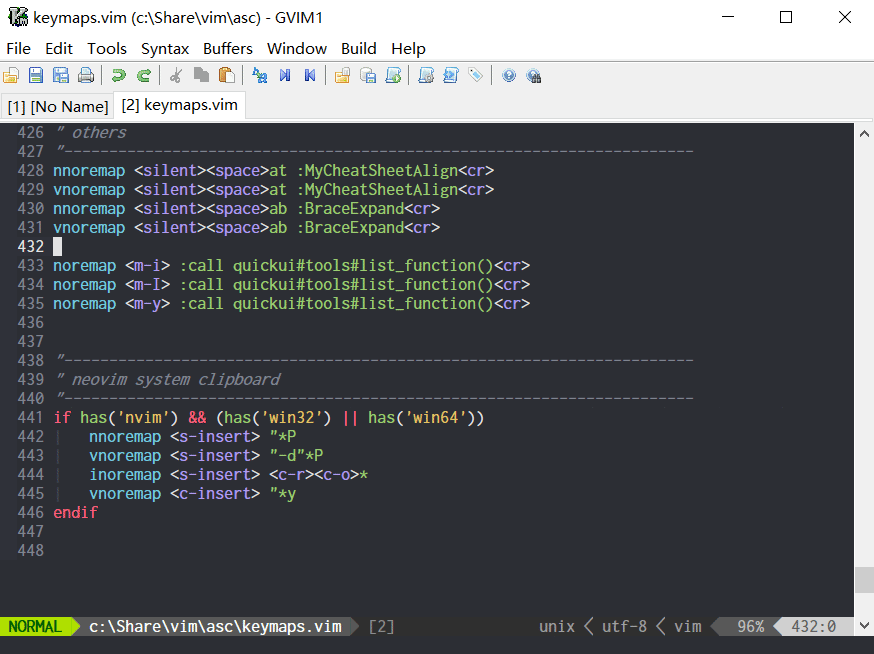 keymaps.vim (c:\Share\vim\asc) - GVIM1
File Edit Tools Syntax Buffers Window Build Help
[1] [No Name] [2] keymaps.vim
426 " others
427 "----------------------------------------------------------------------
428 nnoremap <silent><space>at :MyCheatSheetAlign<cr>
429 vnoremap <silent><space>at :MyCheatSheetAlign<cr>
430 nnoremap <silent><space>ab :BraceExpand<cr>
431 vnoremap <silent><space>ab :BraceExpand<cr>
432
433 noremap <m-i> :call quickui#tools#list_function()<cr>
434 noremap <m-I> :call quickui#tools#list_function()<cr>
435 noremap <m-y> :call quickui#tools#list_function()<cr>
436
437
438 "----------------------------------------------------------------------
439 " neovim system clipboard
440 "----------------------------------------------------------------------
441 if has('nvim') && (has('win32') || has('win64'))
442 | nnoremap <s-insert> "*P
443 | vnoremap <s-insert> "-d"*P
444 | inoremap <s-insert> <c-r><c-o>*
445 | vnoremap <c-insert> "*y
446 endif
447
448
NORMAL c:\Share\vim\asc\keymaps.vim [2] unix < utf-8 < vim 96% 432:0